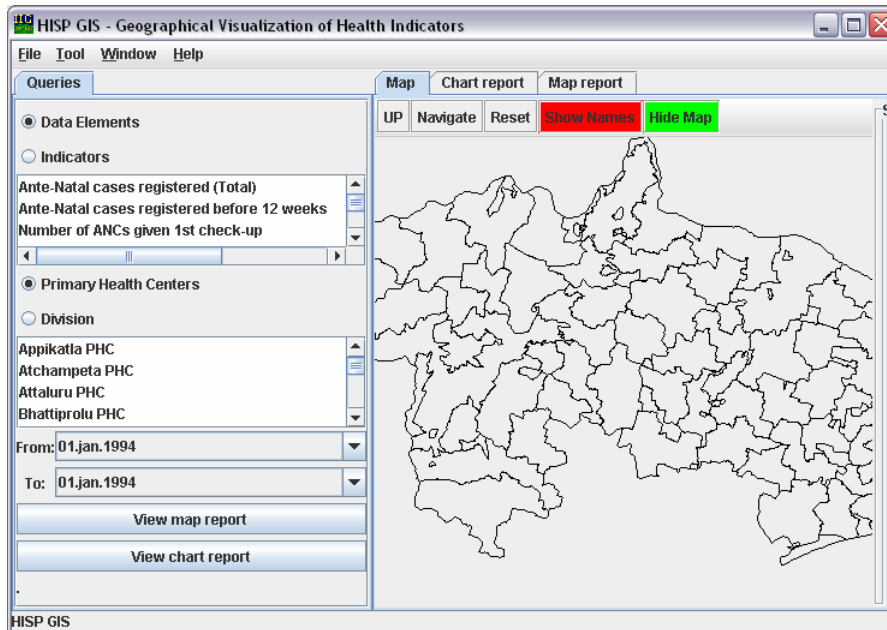 HISP GIS - Geographical Visualization of Health Indicators
File Tool Window Help
Queries
Data Elements
Indicators
Ante-Natal cases registered (Total)
Ante-Natal cases registered before 12 weeks
Number of ANCs given 1st check-up
Primary Health Centers
Division
Appikatla PHC
Atchampeta PHC
Attaluru PHC
Bhattiprolu PHC
From: 01.jan.1994
To: 01.jan.1994
View map report
View chart report
.
Map Chart report Map report
UP Navigate Reset Show Names Hide Map
S
HISP GIS